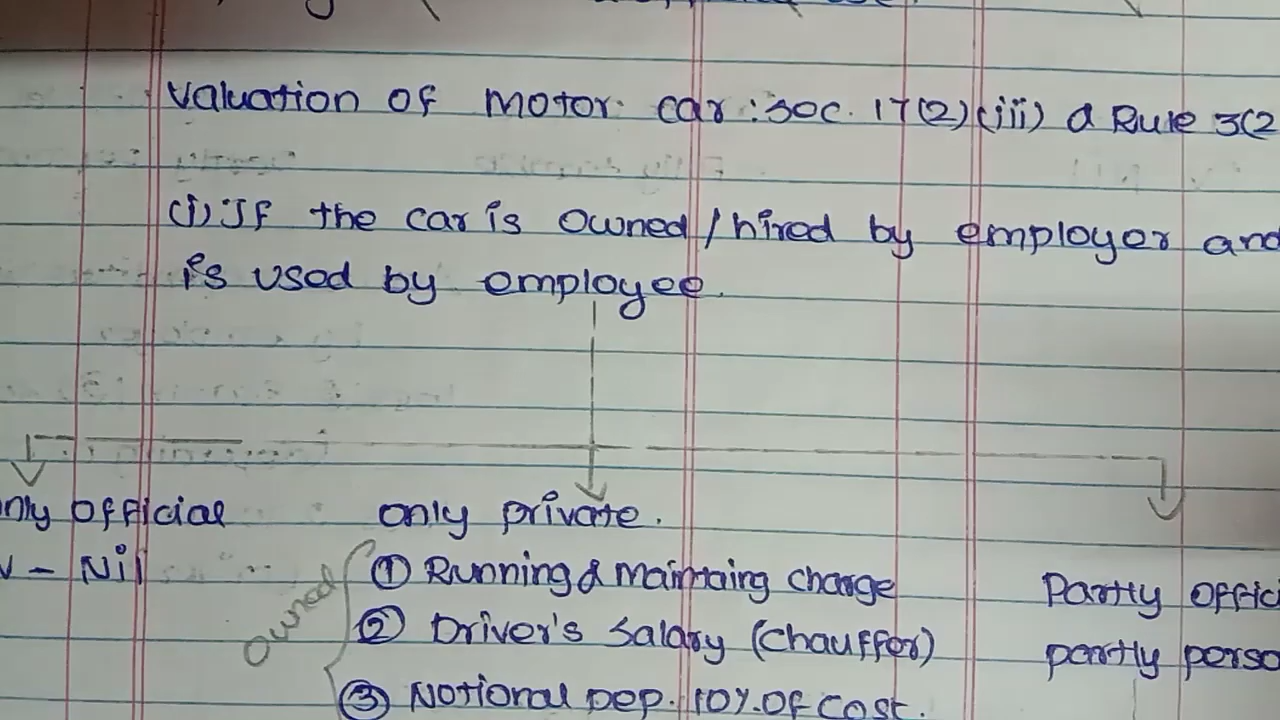 Valuation of motor car : Sec. 17(2)(iii) & Rule 3(2
(i) If the car is owned/hired by employer and
is used by employee.
nly official
only private.
v - Nil
Owned
① Running & Maintaing charge
② Driver's Salary (Chauffer)
③ Notional Dep. 10% of cost.
Partly offici
partly perso